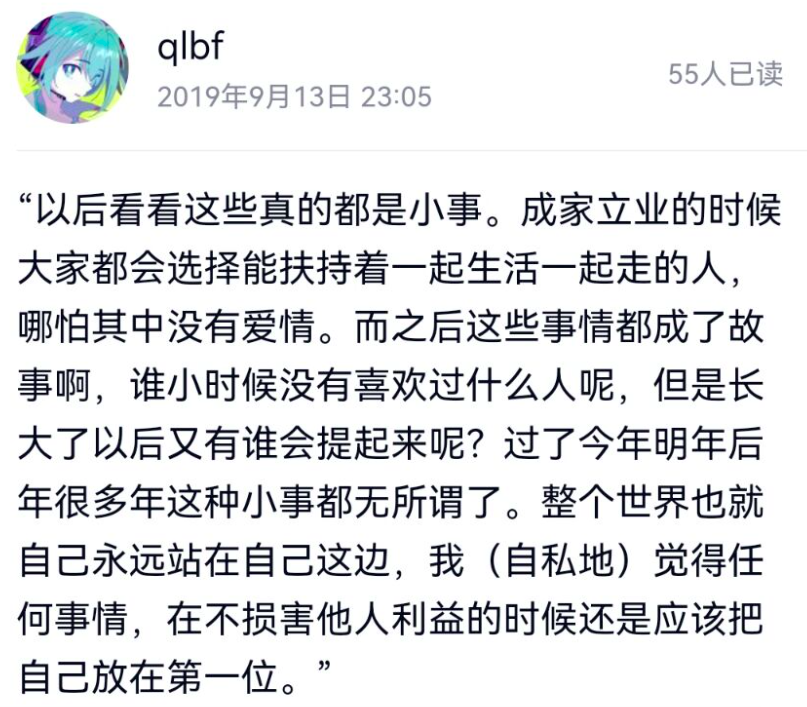 qlbf
2019年9月13日 23:05
55人已读
“以后看看这些真的都是小事。成家立业的时候
大家都会选择能扶持着一起生活一起走的人，
哪怕其中没有爱情。而之后这些事情都成了故
事啊，谁小时候没有喜欢过什么人呢，但是长
大了以后又有谁会提起来呢？过了今年明年后
年很多年这种小事都无所谓了。整个世界也就
自己永远站在自己这边，我（自私地）觉得任
何事情，在不损害他人利益的时候还是应该把
自己放在第一位。”